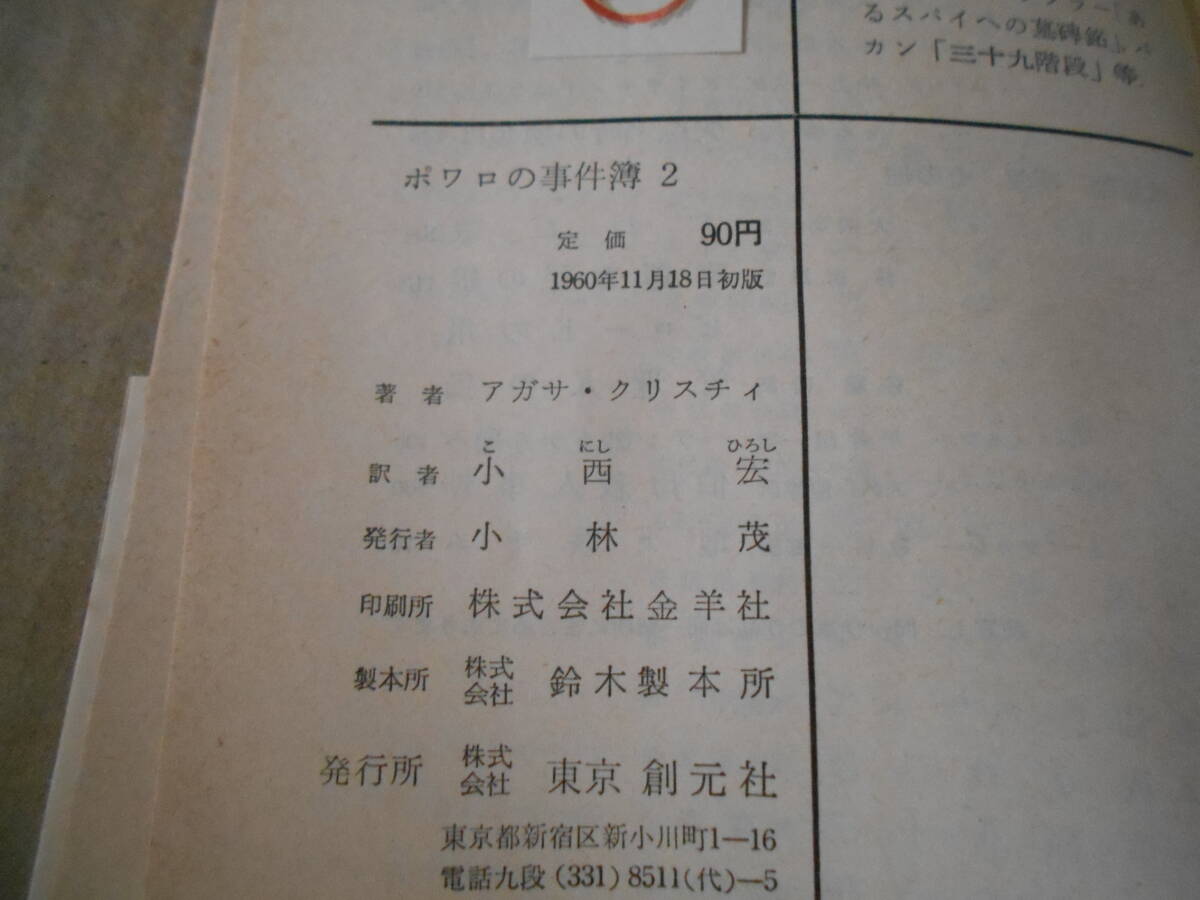 るスパイへの墓碑銘」バ
カン「三十九階段」等
ポワロの事件簿 2
定価 90円
1960年11月18日初版
著者 アガサ・クリスチィ
こ にし ひろし
訳者 小西 宏
発行者 小林 茂
印刷所 株式会社金羊社
製本所 株式会社 鈴木製本所
発行所 株式会社 東京創元社
東京都新宿区新小川町1—16
電話九段(331)8511(代)—5